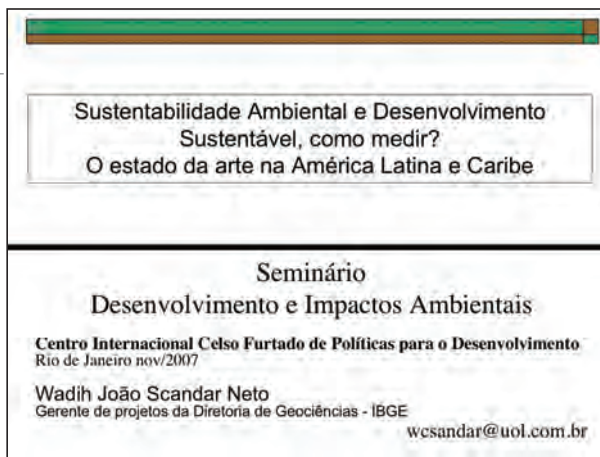 Sustentabilidade Ambiental e Desenvolvimento
Sustentável, como medir?
O estado da arte na América Latina e Caribe
Seminário
Desenvolvimento e Impactos Ambientais
Centro Internacional Celso Furtado de Políticas para o Desenvolvimento
Rio de Janeiro nov/2007
Wadih João Scandar Neto
Gerente de projetos da Diretoria de Geociências - IBGE
wcsandar@uol.com.br